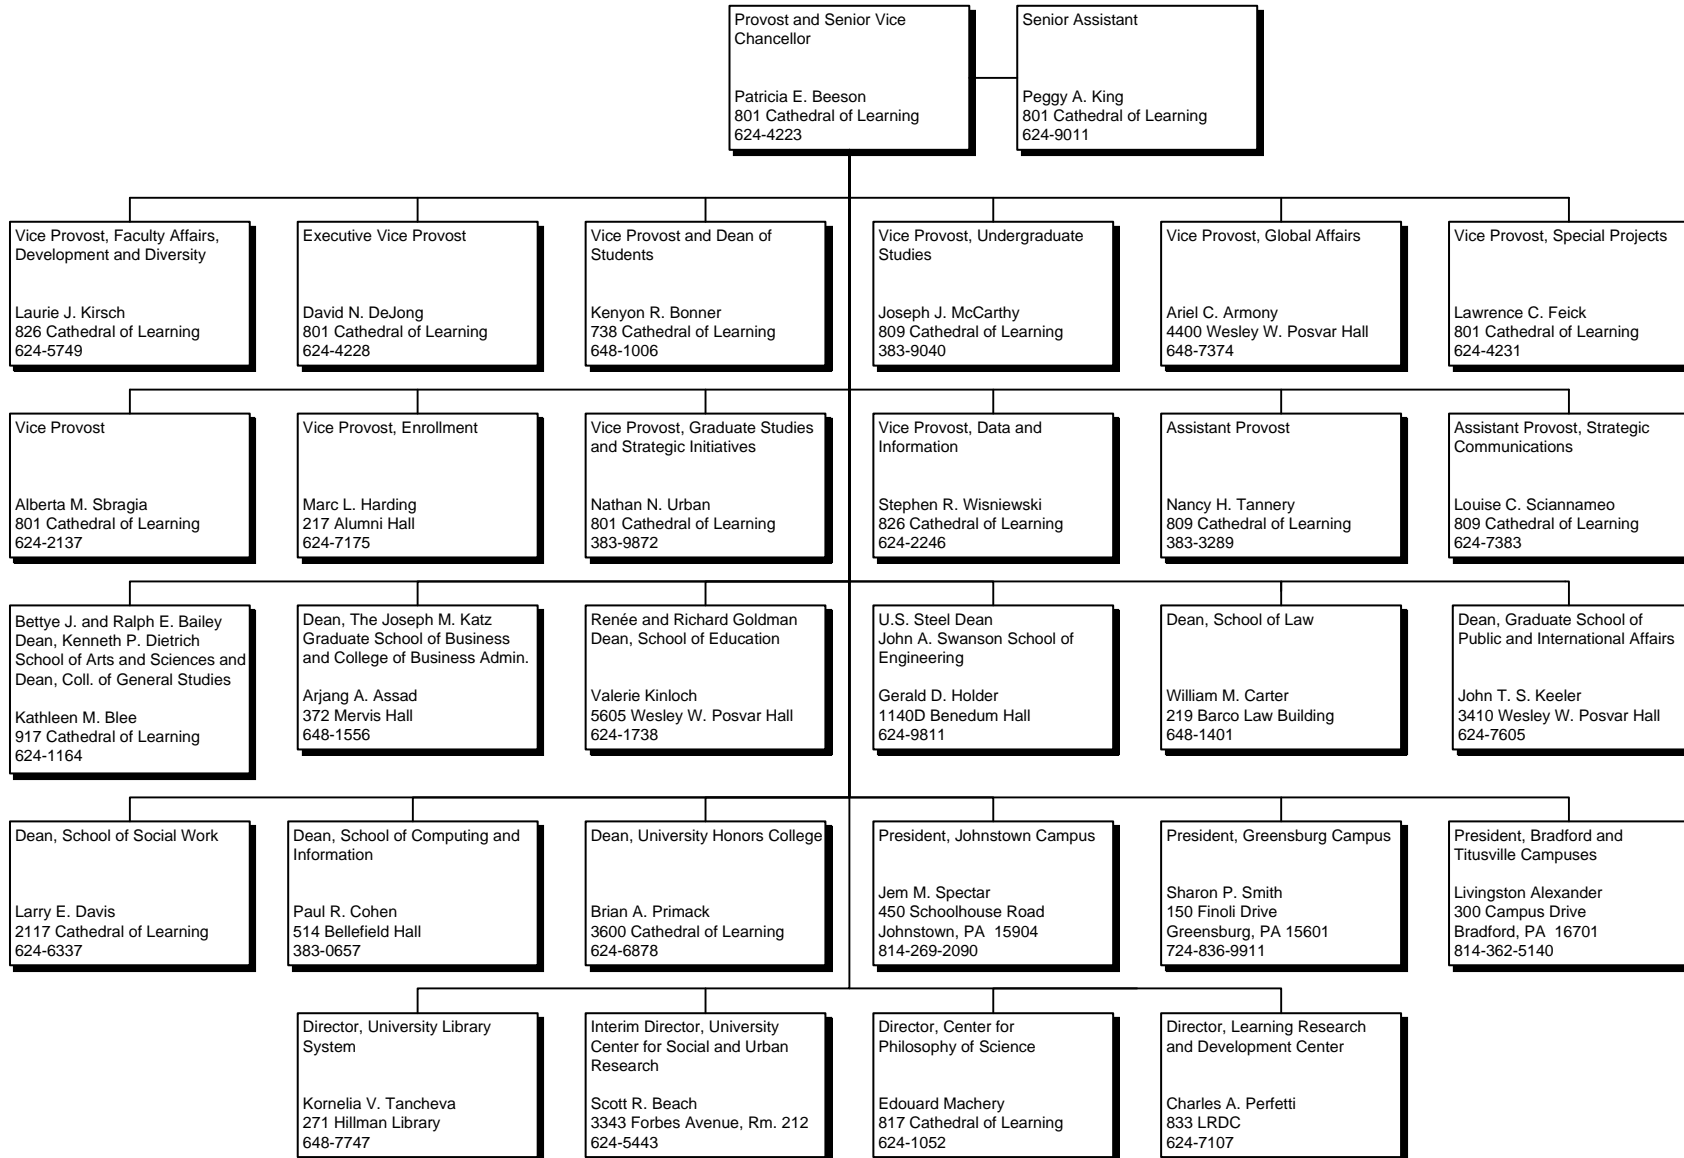 Provost and Senior Vice
Chancellor
Patricia E. Beeson
801 Cathedral of Learning
624-4223
Senior Assistant
Peggy A. King
801 Cathedral of Learning
624-9011
Vice Provost, Faculty Affairs,
Development and Diversity
Laurie J. Kirsch
826 Cathedral of Learning
624-5749
Executive Vice Provost
David N. DeJong
801 Cathedral of Learning
624-4228
Vice Provost and Dean of
Students
Kenyon R. Bonner
738 Cathedral of Learning
648-1006
Vice Provost, Undergraduate
Studies
Joseph J. McCarthy
809 Cathedral of Learning
383-9040
Vice Provost, Global Affairs
Ariel C. Armony
4400 Wesley W. Posvar Hall
648-7374
Vice Provost, Special Projects
Lawrence C. Feick
801 Cathedral of Learning
624-4231
Vice Provost
Alberta M. Sbragia
801 Cathedral of Learning
624-2137
Vice Provost, Enrollment
Marc L. Harding
217 Alumni Hall
624-7175
Vice Provost, Graduate Studies
and Strategic Initiatives
Nathan N. Urban
801 Cathedral of Learning
383-9872
Vice Provost, Data and
Information
Stephen R. Wisniewski
826 Cathedral of Learning
624-2246
Assistant Provost
Nancy H. Tannery
809 Cathedral of Learning
383-3289
Assistant Provost, Strategic
Communications
Louise C. Sciannameo
809 Cathedral of Learning
624-7383
Bettye J. and Ralph E. Bailey
Dean, Kenneth P. Dietrich
School of Arts and Sciences and
Dean, Coll. of General Studies
Kathleen M. Blee
917 Cathedral of Learning
624-1164
Dean, The Joseph M. Katz
Graduate School of Business
and College of Business Admin.
Arjang A. Assad
372 Mervis Hall
648-1556
Renée and Richard Goldman
Dean, School of Education
Valerie Kinloch
5605 Wesley W. Posvar Hall
624-1738
U.S. Steel Dean
John A. Swanson School of
Engineering
Gerald D. Holder
1140D Benedum Hall
624-9811
Dean, School of Law
William M. Carter
219 Barco Law Building
648-1401
Dean, Graduate School of
Public and International Affairs
John T. S. Keeler
3410 Wesley W. Posvar Hall
624-7605
Dean, School of Social Work
Larry E. Davis
2117 Cathedral of Learning
624-6337
Dean, School of Computing and
Information
Paul R. Cohen
514 Bellefield Hall
383-0657
Dean, University Honors College
Brian A. Primack
3600 Cathedral of Learning
624-6878
President, Johnstown Campus
Jem M. Spectar
450 Schoolhouse Road
Johnstown, PA  15904
814-269-2090
President, Greensburg Campus
Sharon P. Smith
150 Finoli Drive
Greensburg, PA 15601
724-836-9911
President, Bradford and
Titusville Campuses
Livingston Alexander
300 Campus Drive
Bradford, PA  16701
814-362-5140
Director, University Library
System
Kornelia V. Tancheva
271 Hillman Library
648-7747
Interim Director, University
Center for Social and Urban
Research
Scott R. Beach
3343 Forbes Avenue, Rm. 212
624-5443
Director, Center for
Philosophy of Science
Edouard Machery
817 Cathedral of Learning
624-1052
Director, Learning Research
and Development Center
Charles A. Perfetti
833 LRDC
624-7107